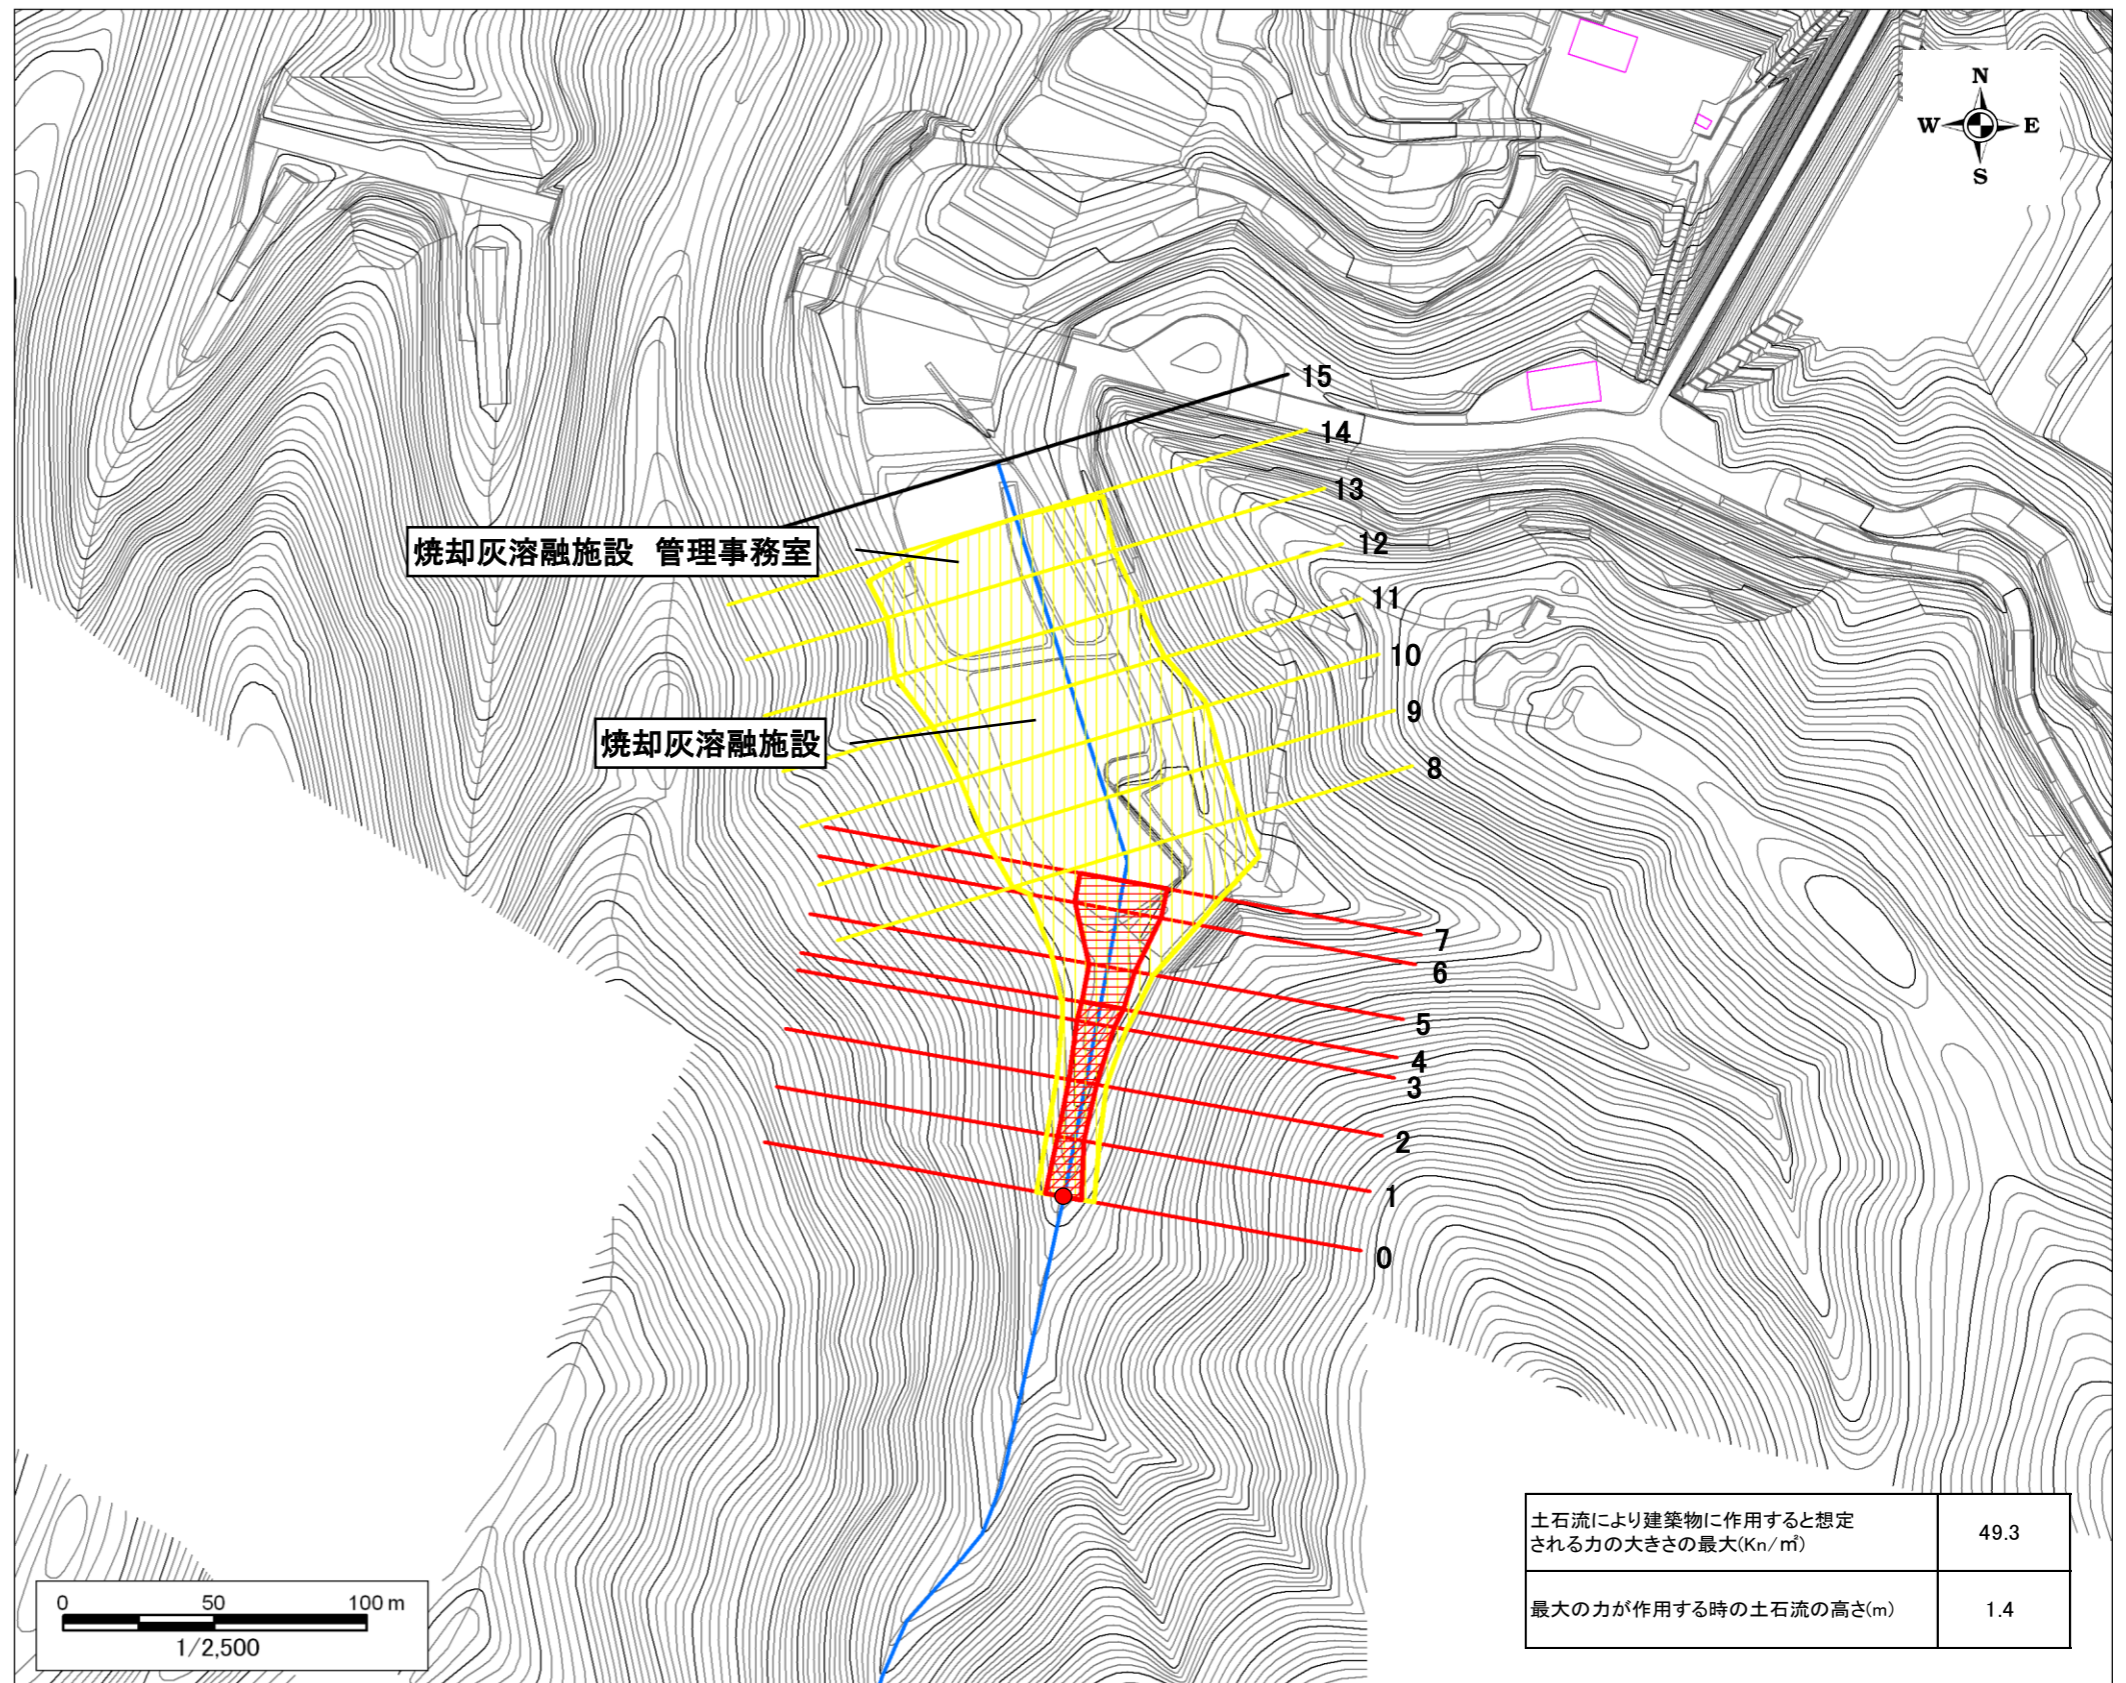 N
W E
S
15
14
13
12
11
10
9
8
7
6
5
4
3
2
1
0
焼却灰溶融施設 管理事務室
焼却灰溶融施設
土石流により建築物に作用すると想定
される力の大きさの最大(Kn/㎡)
49.3
最大の力が作用する時の土石流の高さ(m)
1.4
0 50 100 m
1/2,500